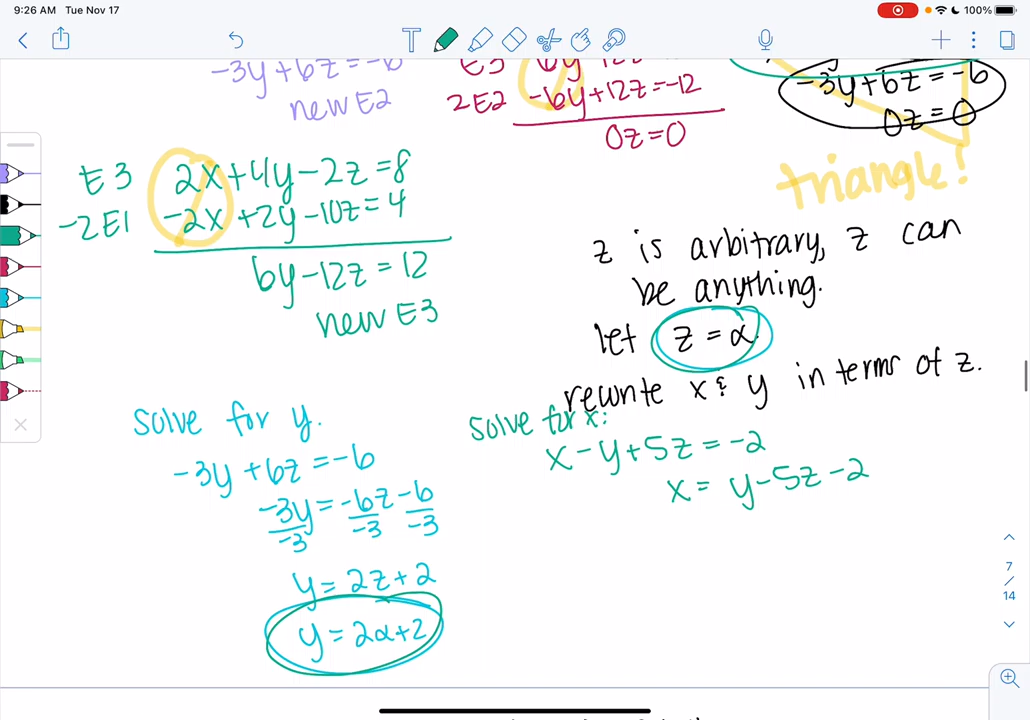 9:26 AM Tue Nov 17
100%
-3y+6z=-6
new E2
E3 6y
2E2 -6y+12z=-12
0z=0
-3y+6z=-6
0z=0
triangle!
E3 2x+4y-2z=8
-2E1 -2x+2y-10z=4
6y-12z=12
new E3
z is arbitrary, z can
be anything.
let z=α
rewrite x & y in terms of z.
solve for y.
-3y+6z=-6
-3y/-3 = -6z/-3 -6/-3
y=2z+2
y=2α+2
solve for x:
x-y+5z=-2
x= y-5z-2
7
/
14